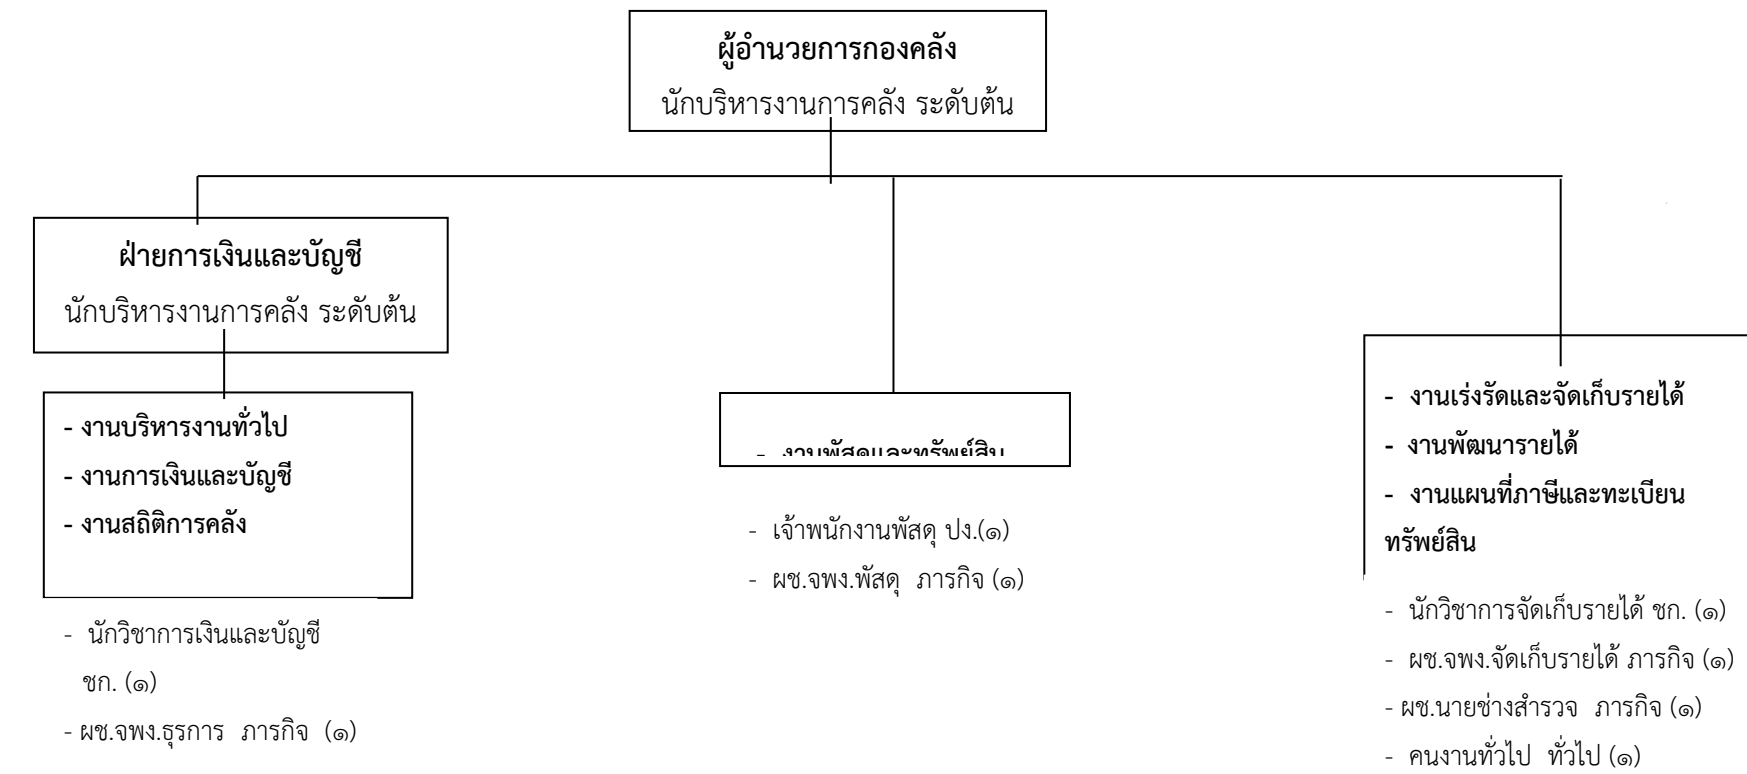 ผู้อำนวยการกองคลัง
นักบริหารงานการคลัง ระดับต้น
ฝ่ายการเงินและบัญชี
นักบริหารงานการคลัง ระดับต้น
- งานบริหารงานทั่วไป
- งานการเงินและบัญชี
- งานสถิติการคลัง
- นักวิชาการเงินและบัญชี
ชก. (๑)
- ผช.จพง.ธุรการ ภารกิจ (๑)
- งานพัสดุและทรัพย์สิน
- เจ้าพนักงานพัสดุ ปง.(๑)
- ผช.จพง.พัสดุ ภารกิจ (๑)
- งานเร่งรัดและจัดเก็บรายได้
- งานพัฒนารายได้
- งานแผนที่ภาษีและทะเบียน
ทรัพย์สิน
- นักวิชาการจัดเก็บรายได้ ชก. (๑)
- ผช.จพง.จัดเก็บรายได้ ภารกิจ (๑)
- ผช.นายช่างสำรวจ ภารกิจ (๑)
- คนงานทั่วไป ทั่วไป (๑)